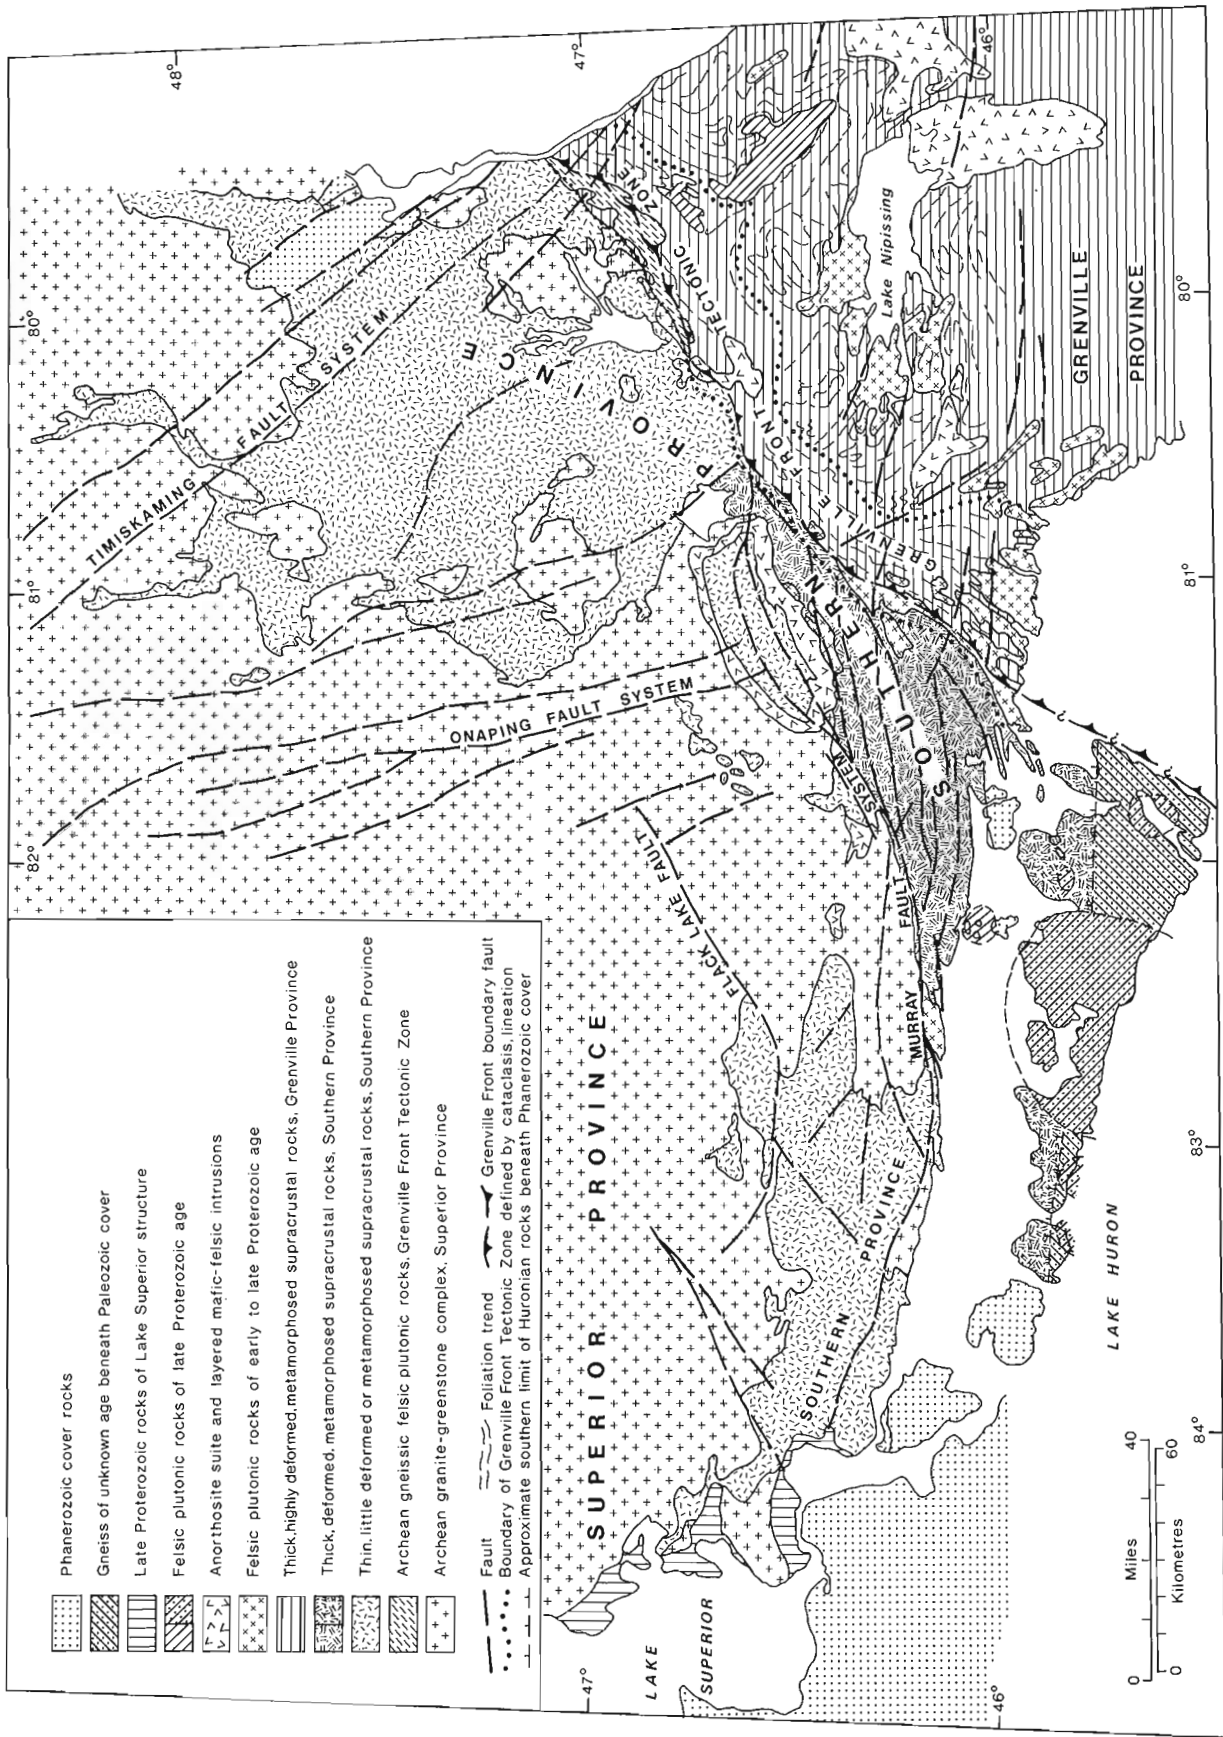 Phanerozoic cover rocks
Gneiss of unknown age beneath Paleozoic cover
Late Proterozoic rocks of Lake Superior structure
Felsic plutonic rocks of late Proterozoic age
Anorthosite suite and layered mafic-felsic intrusions
Felsic plutonic rocks of early to late Proterozoic age
Thick, highly deformed, metamorphosed supracrustal rocks, Grenville Province
Thick, deformed, metamorphosed supracrustal rocks, Southern Province
Thin, little deformed or metamorphosed supracrustal rocks, Southern Province
Archean gneissic felsic plutonic rocks, Grenville Front Tectonic Zone
Archean granite-greenstone complex, Superior Province
Fault Foliation trend Grenville Front boundary fault
Boundary of Grenville Front Tectonic Zone defined by cataclasis, lineation
Approximate southern limit of Huronian rocks beneath Phanerozoic cover
82°
81°
80°
48°
47°
46°
47°
46°
84°
83°
81°
80°
TIMISKAMING FAULT SYSTEM
ONAPING FAULT SYSTEM
FLACK LAKE FAULT
MURRAY FAULT SYSTEM
SUPERIOR PROVINCE
SOUTHERN PROVINCE
SOUTHERN PROVINCE
GRENVILLE FRONT TECTONIC ZONE
GRENVILLE
PROVINCE
Lake Nipissing
LAKE
SUPERIOR
LAKE HURON
?
?
?
0 Miles 40
0 Kilometres 60